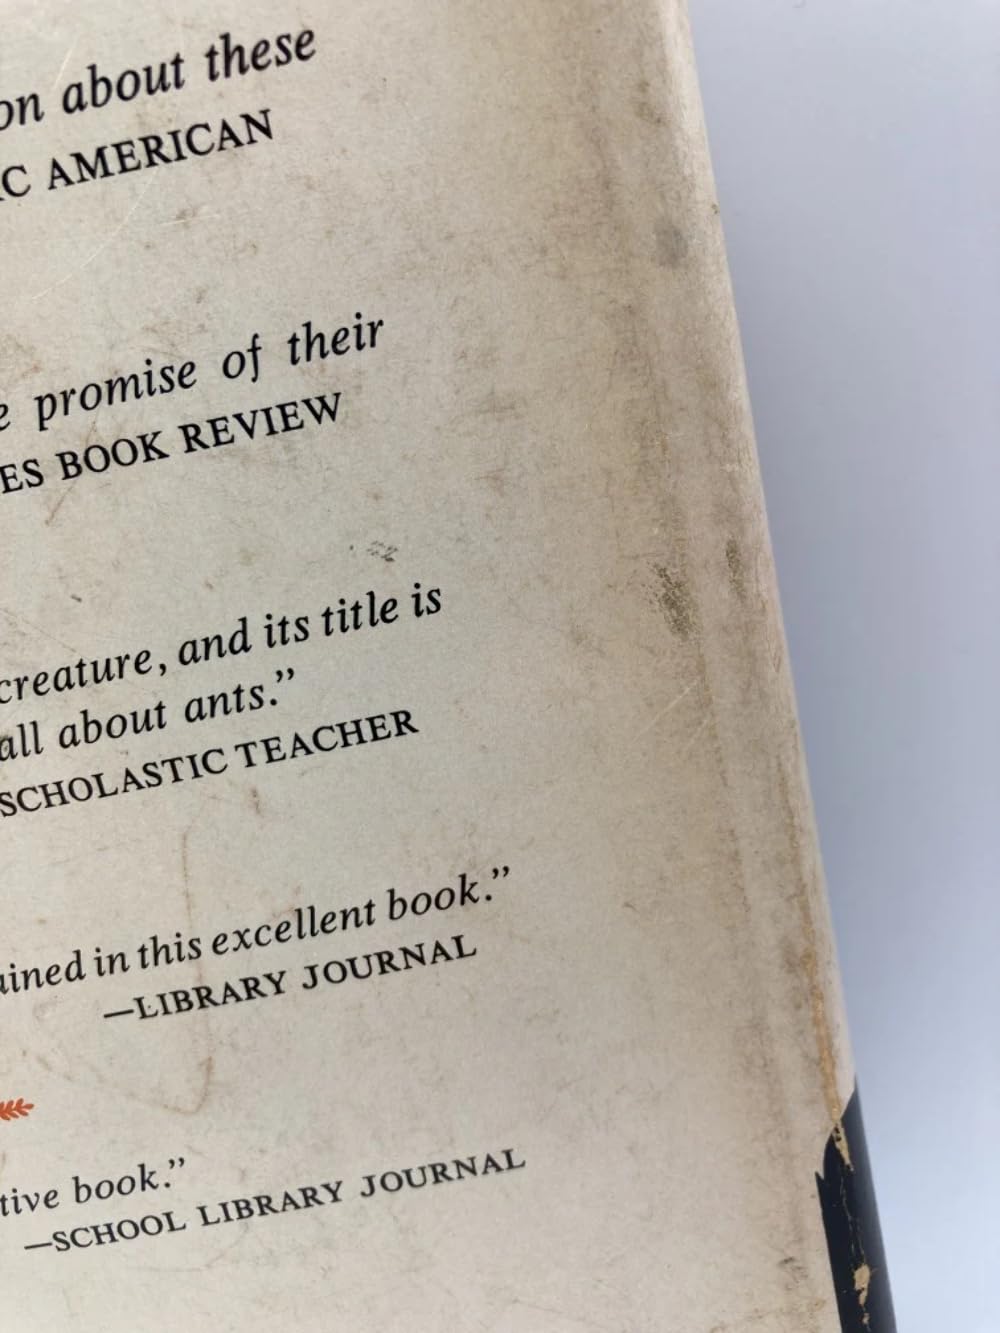 on about these
C AMERICAN
promise of their
ES BOOK REVIEW
creature, and its title is
all about ants.”
SCHOLASTIC TEACHER
ained in this excellent book.”
—LIBRARY JOURNAL
tive book.”
—SCHOOL LIBRARY JOURNAL